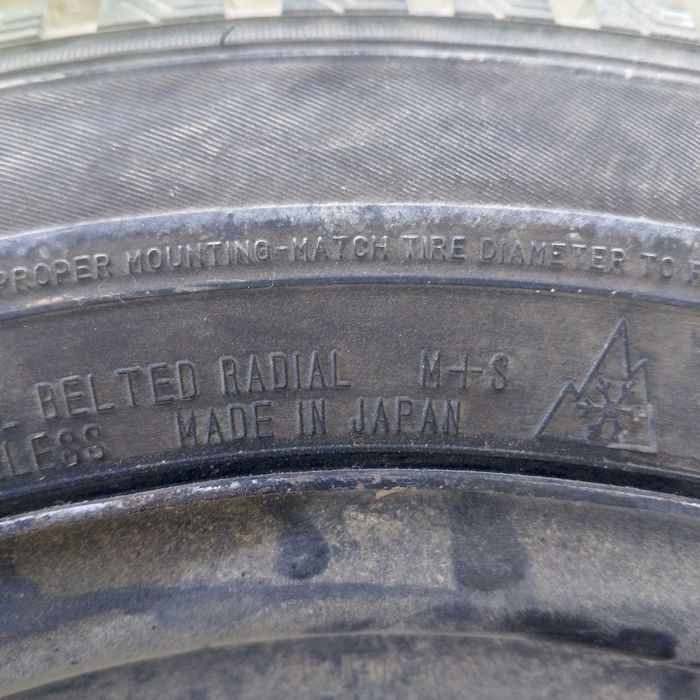 PROPER MOUNTING-MATCH TIRE DIAMETER TO
BELTED RADIAL M+S
MADE IN JAPAN